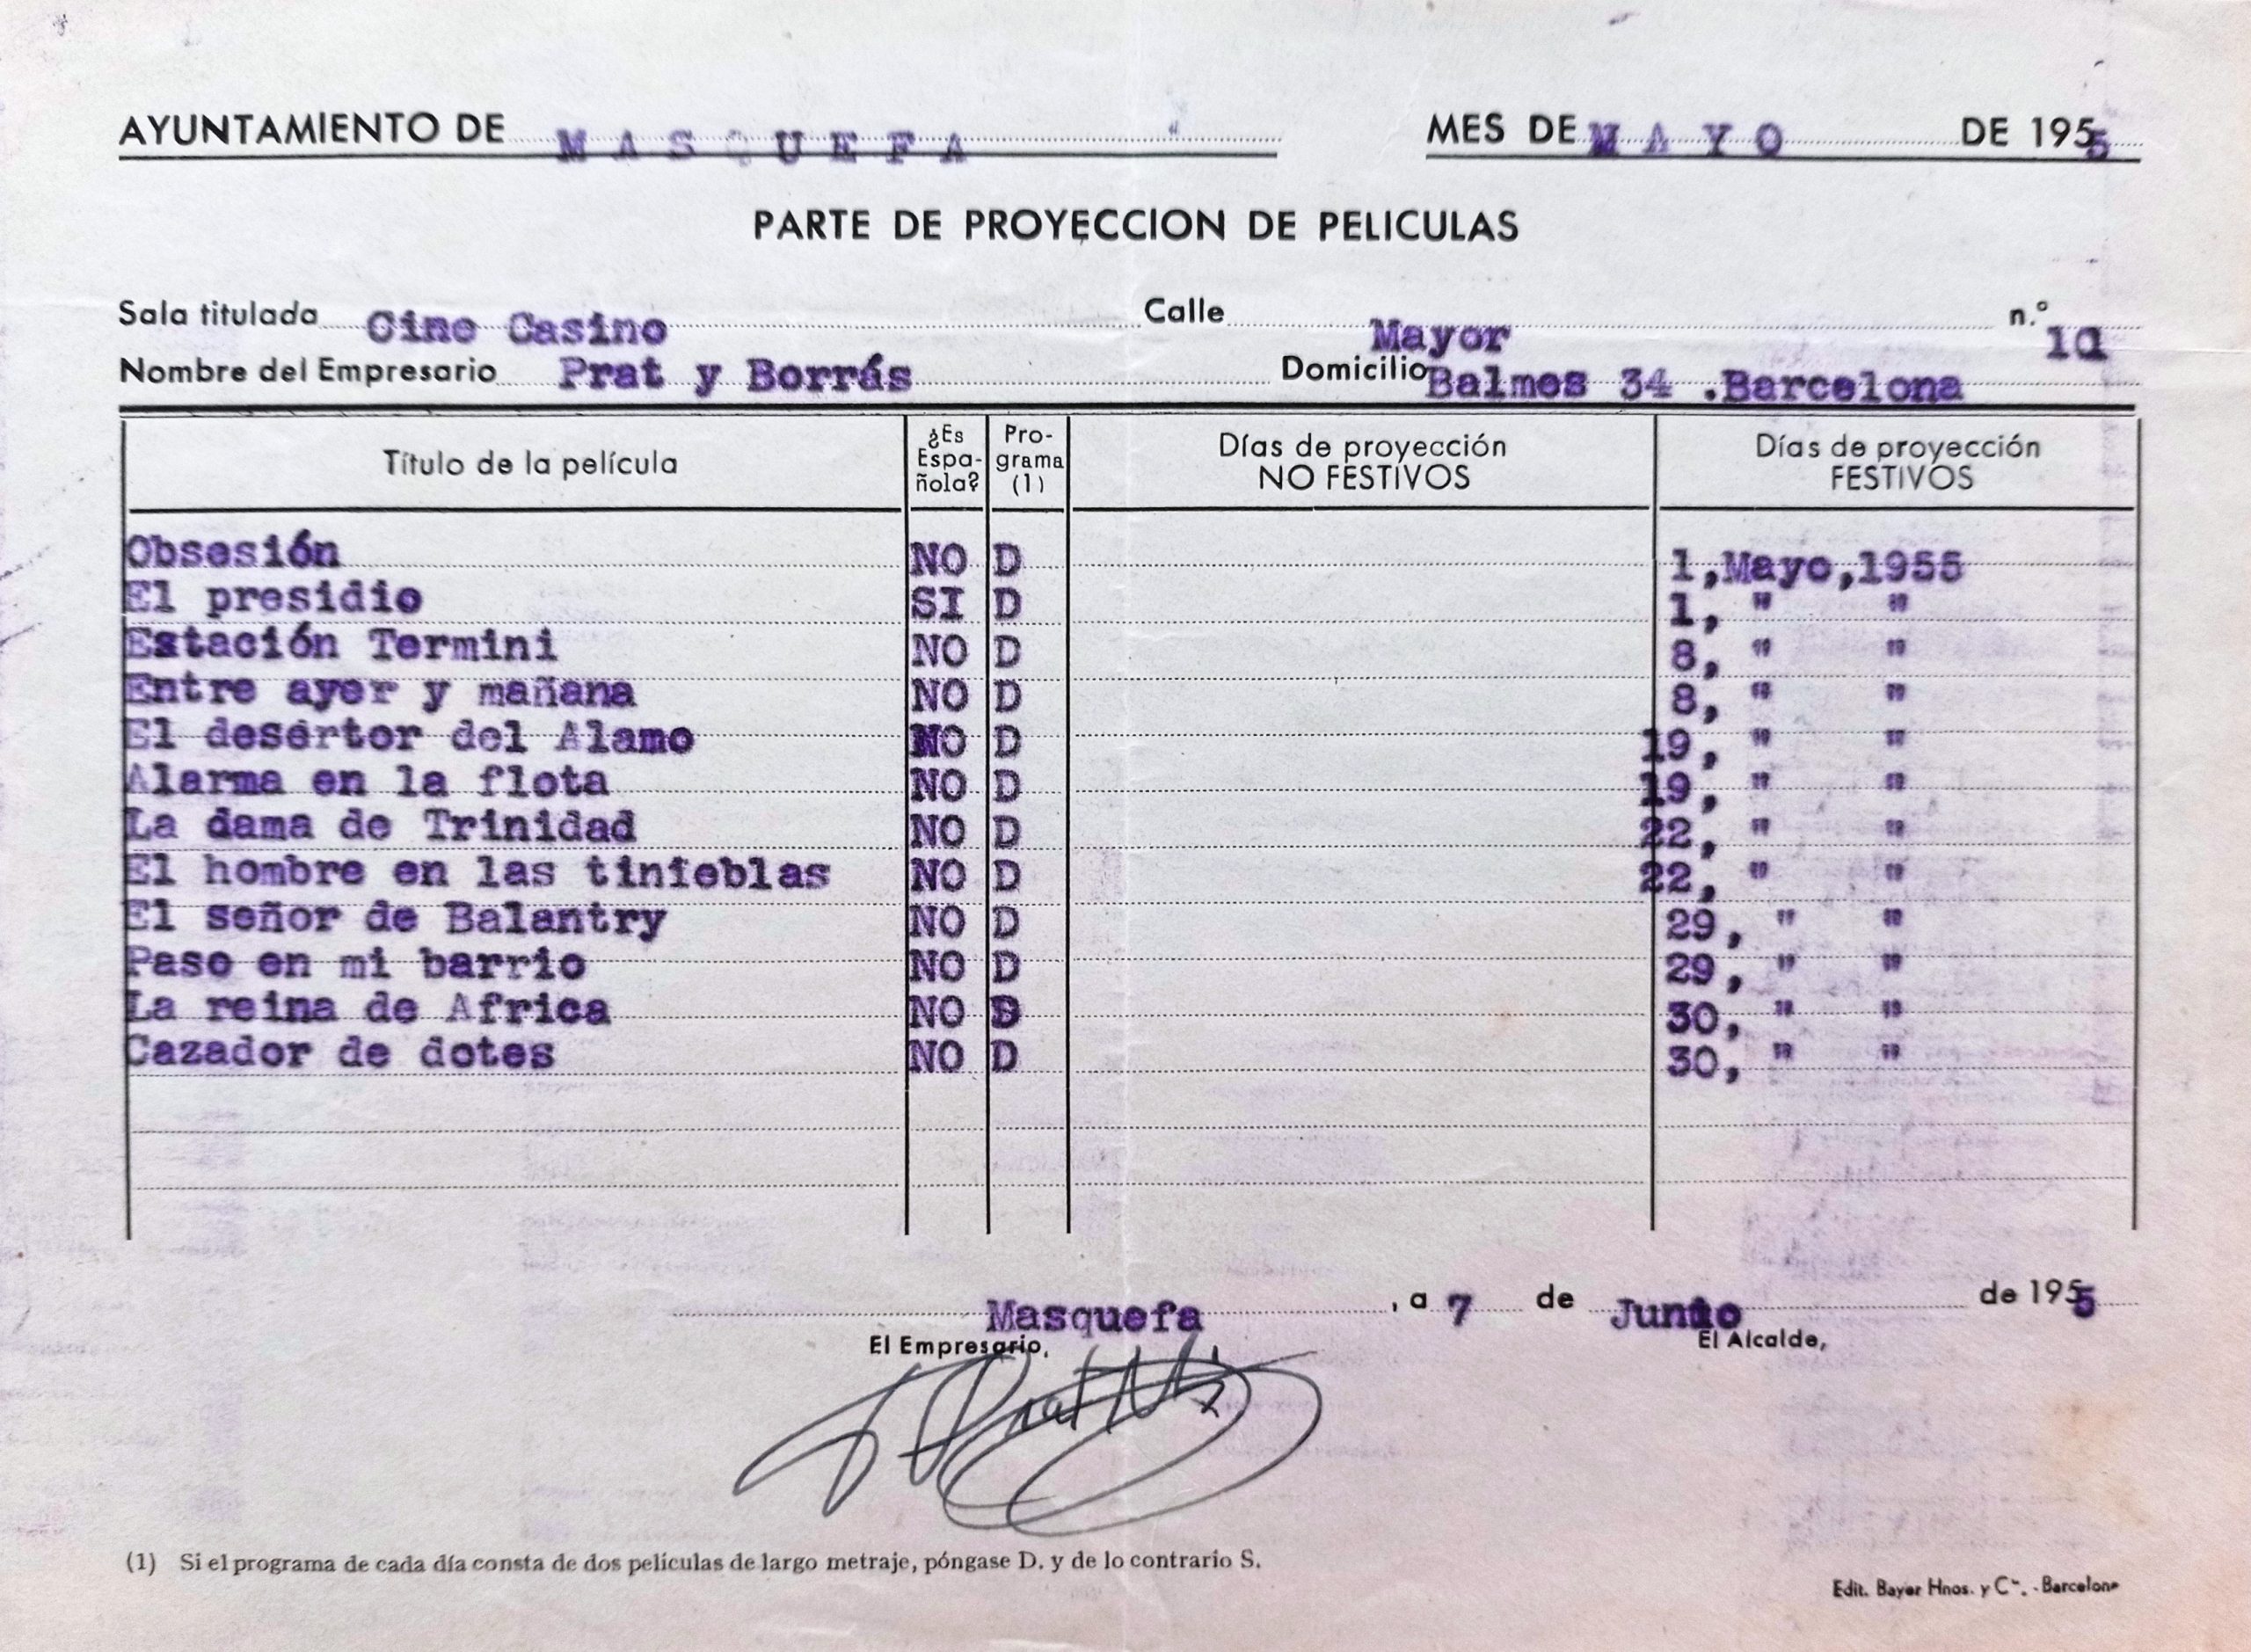 AYUNTAMIENTO DE MASQUEFA MES DE MAYO DE 1955
PARTE DE PROYECCION DE PELICULAS
Sala titulada Cine Casino Calle Mayor n.º 1a
Nombre del Empresario Prat y Borrás Domicilio Balmes 34 .Barcelona
Título de la película ¿Es Espa-ñola? Pro-grama (1) Días de proyección NO FESTIVOS Días de proyección FESTIVOS
Obsesión NO D 1,Mayo,1955
El presidio SI D 1, " "
Estación Termini NO D 8, " "
Entre ayer y mañana NO D 8, " "
El desertor del Alamo NO D 19, " "
Alarma en la flota NO D 19, " "
La dama de Trinidad NO D 22, " "
El hombre en las tinieblas NO D 22, " "
El señor de Balantry NO D 29, " "
Paso en mi barrio NO D 29, " "
La reina de Africa NO D 30, " "
Cazador de dotes NO D 30, " "
Masquefa , a 7 de Junio de 1955
El Empresario, El Alcalde,
(1) Si el programa de cada día consta de dos películas de largo metraje, póngase D. y de lo contrario S.
Edit. Bayer Hnos. y Cª. - Barcelona